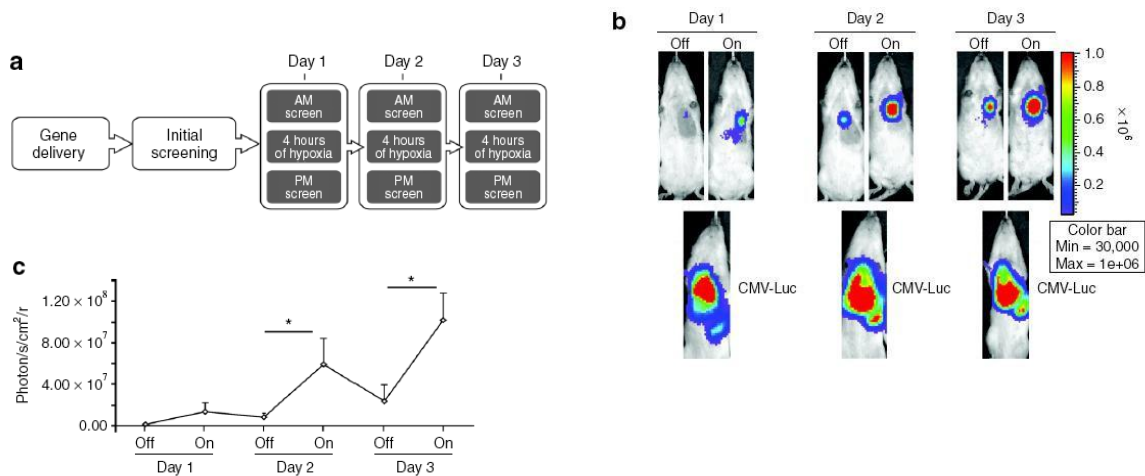 a
Gene
delivery
Initial
screening
Day 1
AM
screen
4 hours
of hypoxia
PM
screen
Day 2
AM
screen
4 hours
of hypoxia
PM
screen
Day 3
AM
screen
4 hours
of hypoxia
PM
screen
b
Day 1
Off On
Day 2
Off On
Day 3
Off On
1.0
0.8
0.6
0.4
0.2
×10⁶
Color bar
Min = 30,000
Max = 1e+06
CMV-Luc
CMV-Luc
CMV-Luc
c
Photon/s/cm²/r
1.20 × 10⁸
8.00 × 10⁷
4.00 × 10⁷
0.00
*
*
Off On Off On Off On
Day 1 Day 2 Day 3